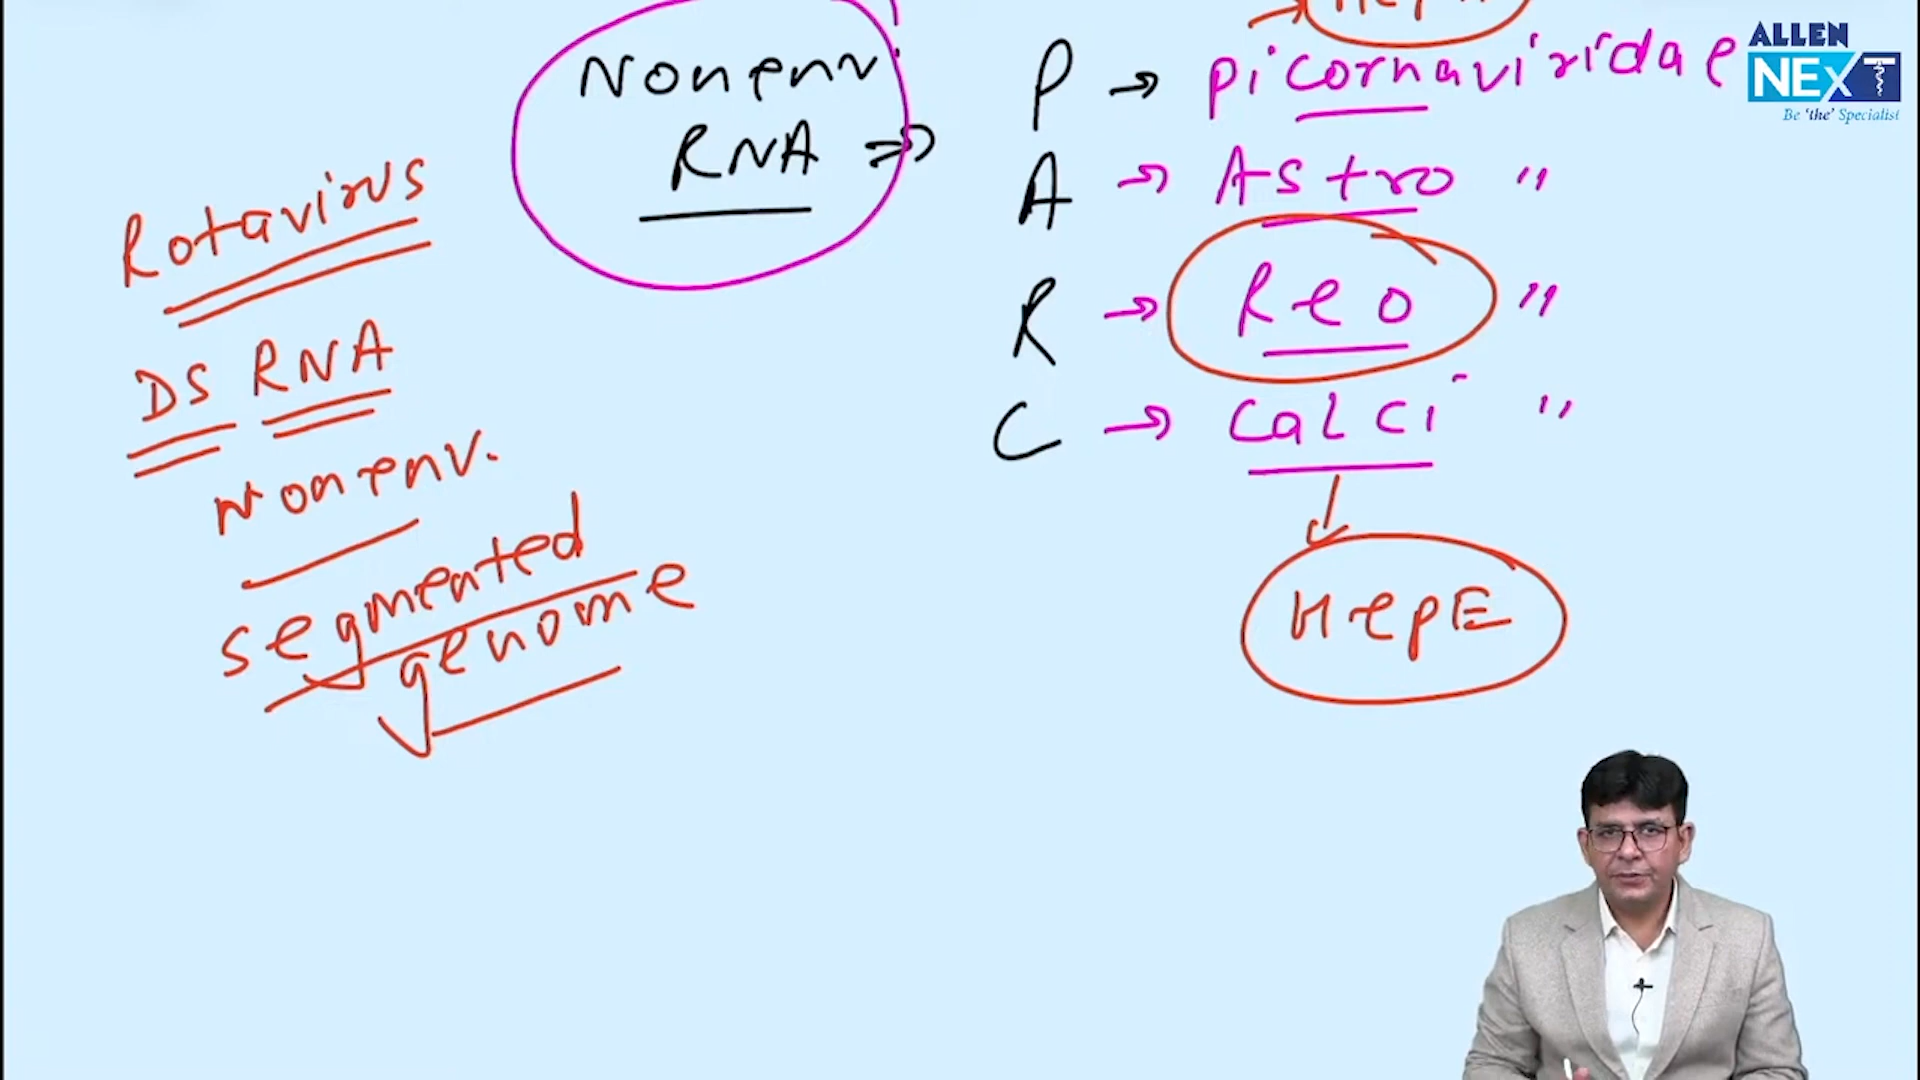 Nonenv
RNA ⇒
P → picornaviridae
A → Astro "
R → Reo "
C → calci "
↓
HepE
Rotavirus
DS RNA
Nonenv.
segmented
genome
ALLEN
NExT
Be 'the' Specialist